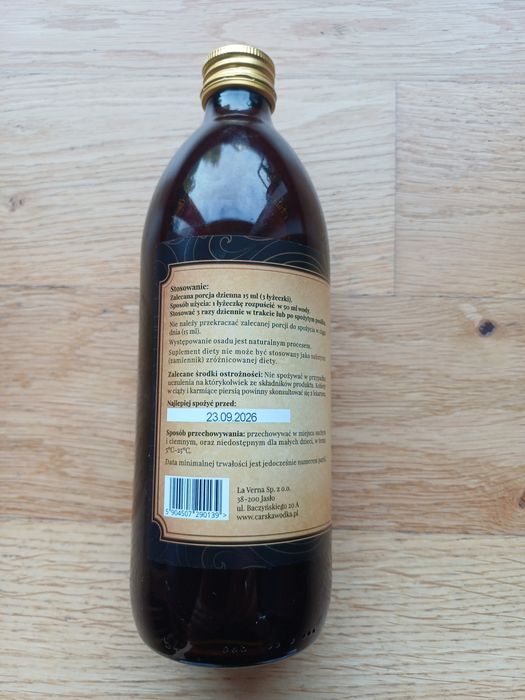 Stosowanie:
Zalecana porcja dzienna 15 ml (3 łyżeczki).
Sposób użycia: 1 łyżeczkę rozpuścić w 50 ml wody.
Stosować 3 razy dziennie w trakcie lub po spożytym posiłku.
Nie należy przekraczać zalecanej porcji do spożycia w ciągu
dnia (15 ml).
Występowanie osadu jest naturalnym procesem.
Suplement diety nie może być stosowany jako substytut
(zamiennik) zróżnicowanej diety.
Zalecane środki ostrożności: Nie spożywać w przypadku
uczulenia na którykolwiek ze składników produktu. Kobiety
w ciąży i karmiące piersią powinny skonsultować się z lekarzem.
Najlepiej spożyć przed:
23.09.2026
Sposób przechowywania: przechowywać w miejscu suchym
i ciemnym, oraz niedostępnym dla małych dzieci, w temp.
5°C-25°C.
Data minimalnej trwałości jest jednocześnie numerem partii.
5 904507 290139 >
La Verna Sp. z o.o.
38-200 Jasło
ul. Baczyńskiego 20 A
www.carskawodka.pl